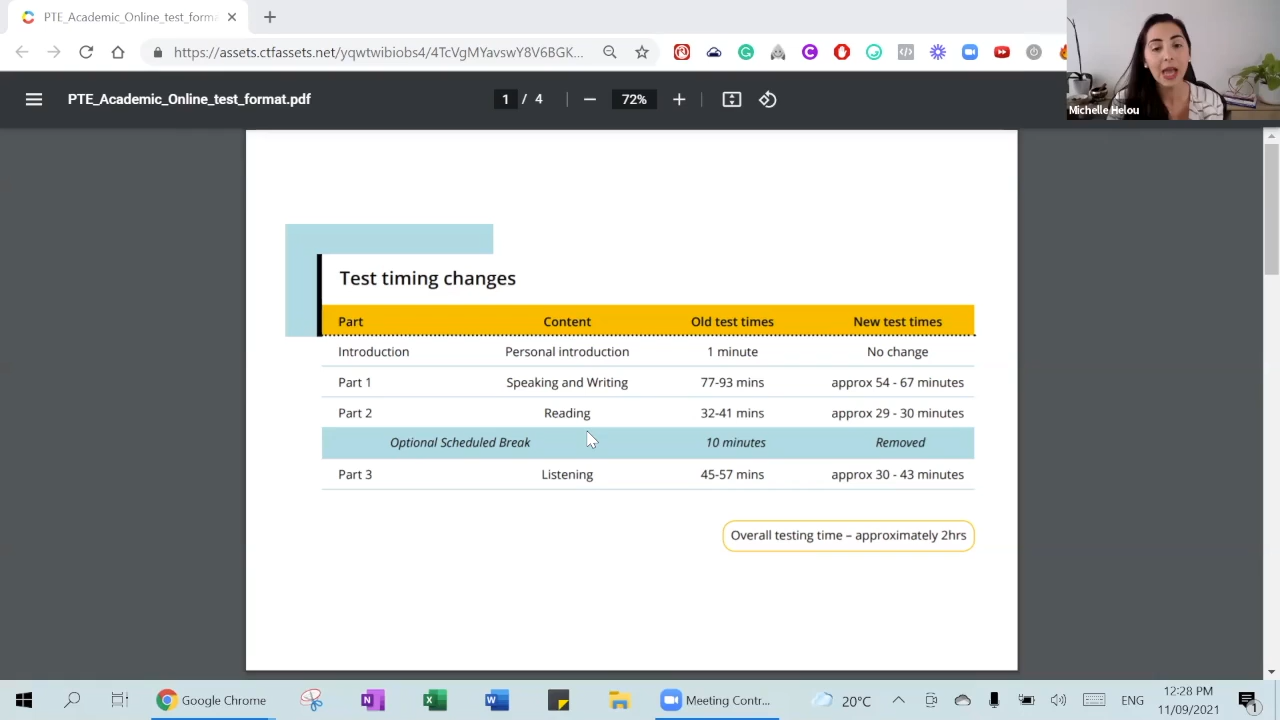 PTE_Academic_Online_test_forma
https://assets.ctfassets.net/yqwtwibiobs4/4TcVgMYavswY8V6BGK...
PTE_Academic_Online_test_format.pdf
1 / 4
72%
Michelle Helou
Test timing changes
Part Content Old test times New test times
Introduction Personal introduction 1 minute No change
Part 1 Speaking and Writing 77-93 mins approx 54 - 67 minutes
Part 2 Reading 32-41 mins approx 29 - 30 minutes
Optional Scheduled Break 10 minutes Removed
Part 3 Listening 45-57 mins approx 30 - 43 minutes
Overall testing time – approximately 2hrs
Google Chrome
Meeting Contr...
20°C
ENG
12:28 PM
11/09/2021
1